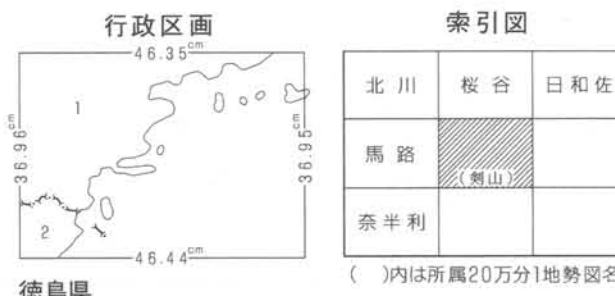 行政区画
46.35cm
1
36.96cm
36.95cm
2
46.44cm
徳島県
索引図
北川 桜谷 日和佐
馬路 (剣山)
奈半利
( )内は所属20万分1地勢図名